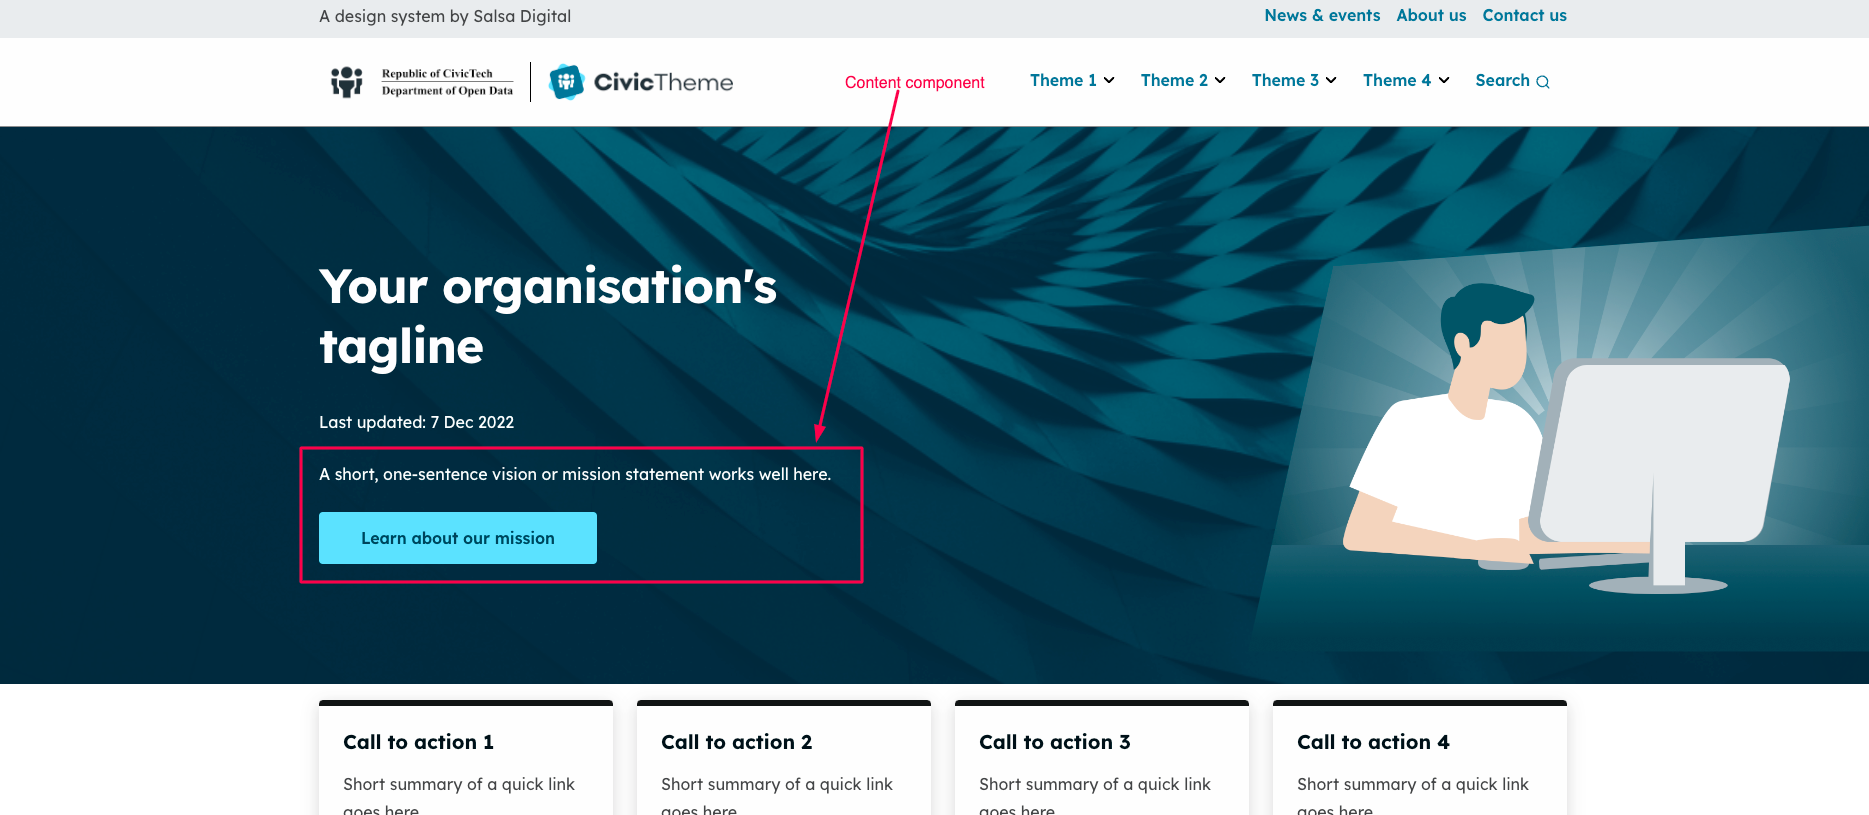 A design system by Salsa Digital
News & events About us Contact us
Republic of CivicTech
Department of Open Data
CivicTheme
Content component
Theme 1 Theme 2 Theme 3 Theme 4 Search
Your organisation's
tagline
Last updated: 7 Dec 2022
A short, one-sentence vision or mission statement works well here.
Learn about our mission
Call to action 1
Short summary of a quick link
goes here
Call to action 2
Short summary of a quick link
goes here
Call to action 3
Short summary of a quick link
goes here
Call to action 4
Short summary of a quick link
goes here